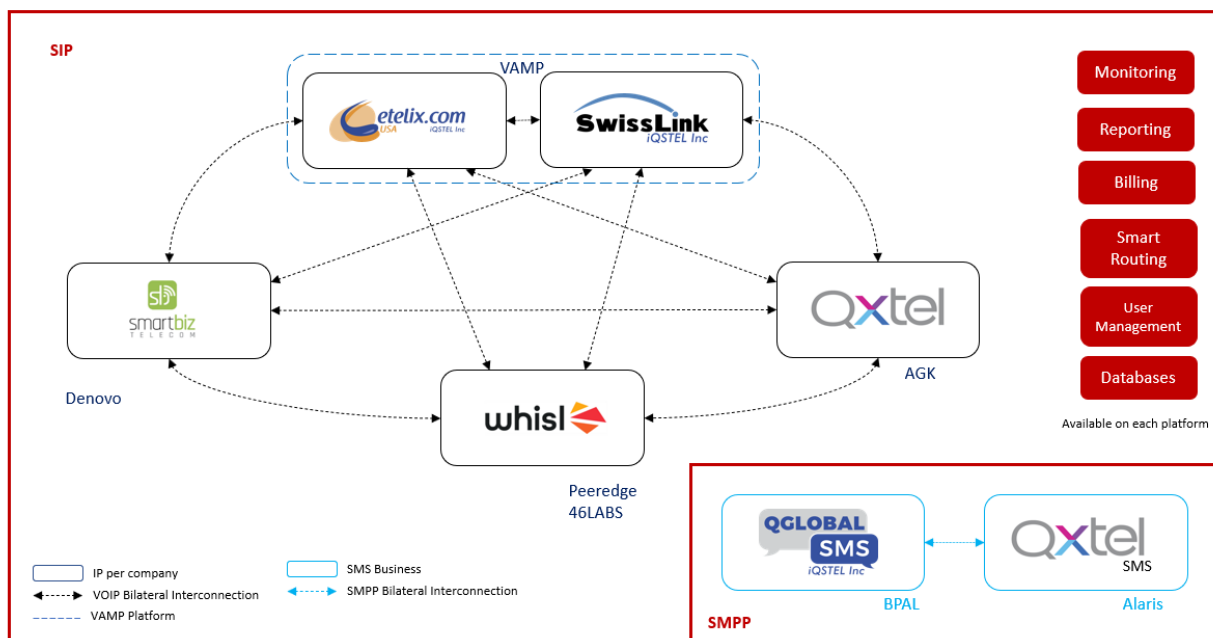 SIP
VAMP
etelix.com
USA
iQSTEL Inc
SwissLink
iQSTEL Inc
Monitoring
Reporting
Billing
Smart
Routing
User
Management
Databases
Available on each platform
sb
smartbiz
TELECOM
Denovo
Qxtel
AGK
whisl
Peeredge
46LABS
QGLOBAL
SMS
iQSTEL Inc
BPAL
Qxtel
SMS
Alaris
SMPP
IP per company
VOIP Bilateral Interconnection
VAMP Platform
SMS Business
SMPP Bilateral Interconnection